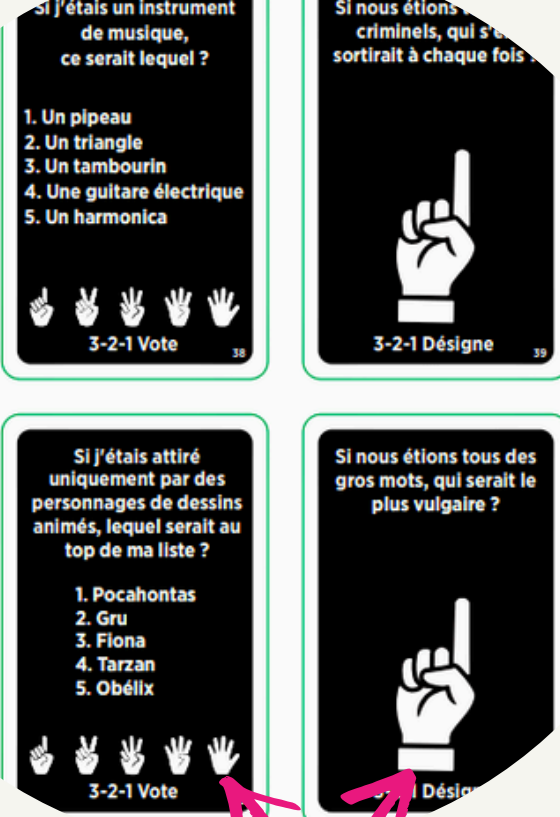 Si j'étais un instrument
de musique,
ce serait lequel ?
1. Un pipeau
2. Un triangle
3. Un tambourin
4. Une guitare électrique
5. Un harmonica
3-2-1 Vote
38
Si nous étions
criminels, qui
sortirait à chaque fois
3-2-1 Désigne
39
Si j'étais attiré
uniquement par des
personnages de dessins
animés, lequel serait au
top de ma liste ?
1. Pocahontas
2. Gru
3. Fiona
4. Tarzan
5. Obélix
3-2-1 Vote
Si nous étions tous des
gros mots, qui serait le
plus vulgaire ?